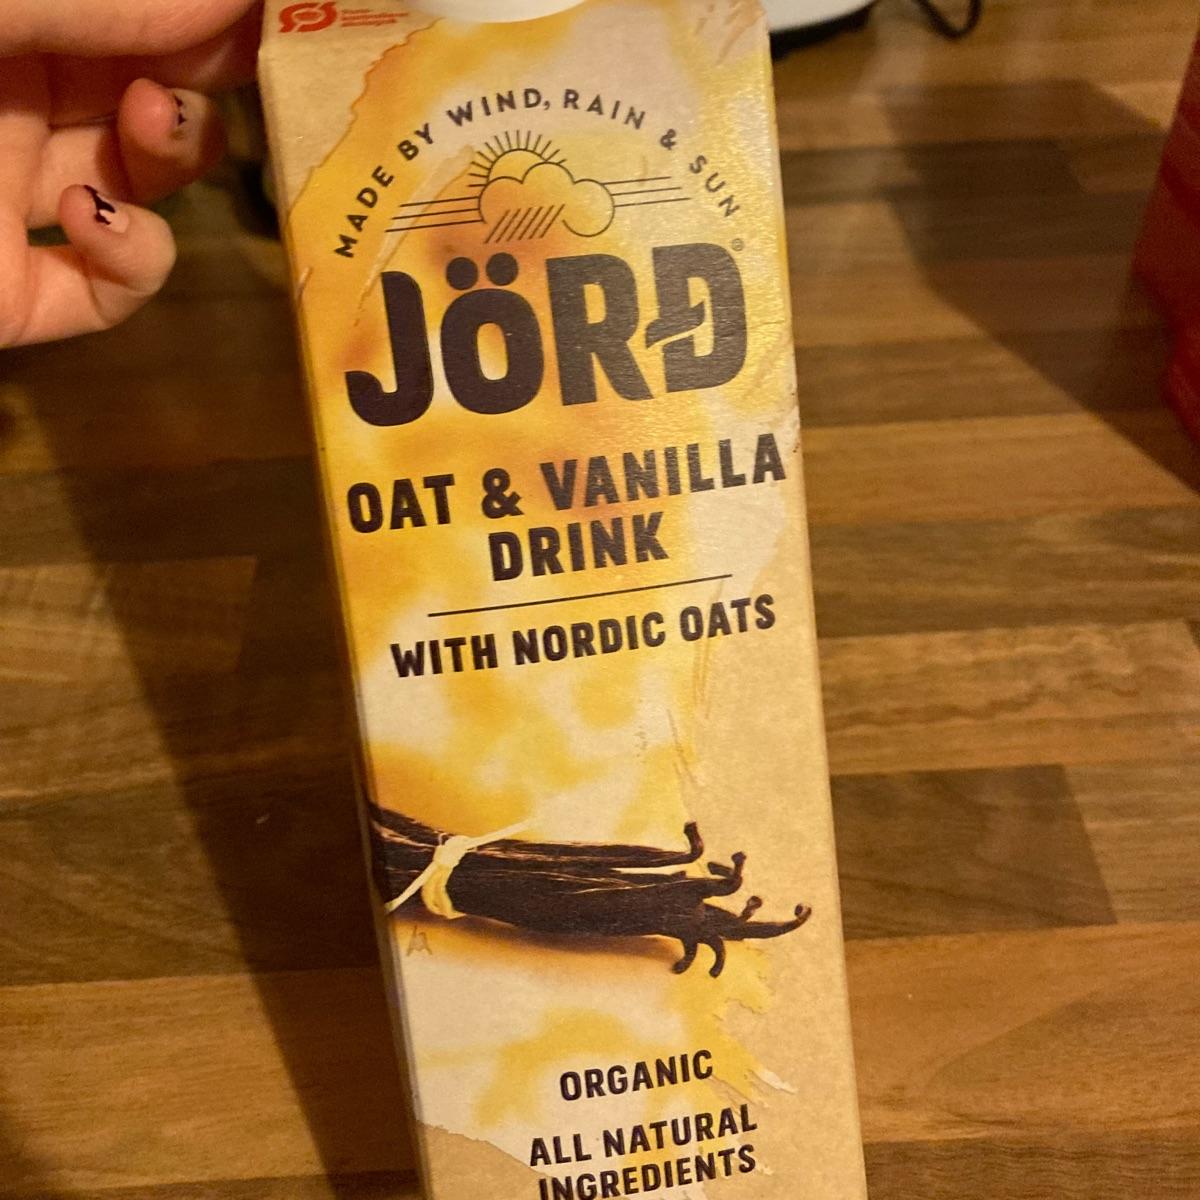 MADE BY WIND, RAIN & SUN
JÖRÐ®
OAT & VANILLA
DRINK
WITH NORDIC OATS
ORGANIC
ALL NATURAL
INGREDIENTS